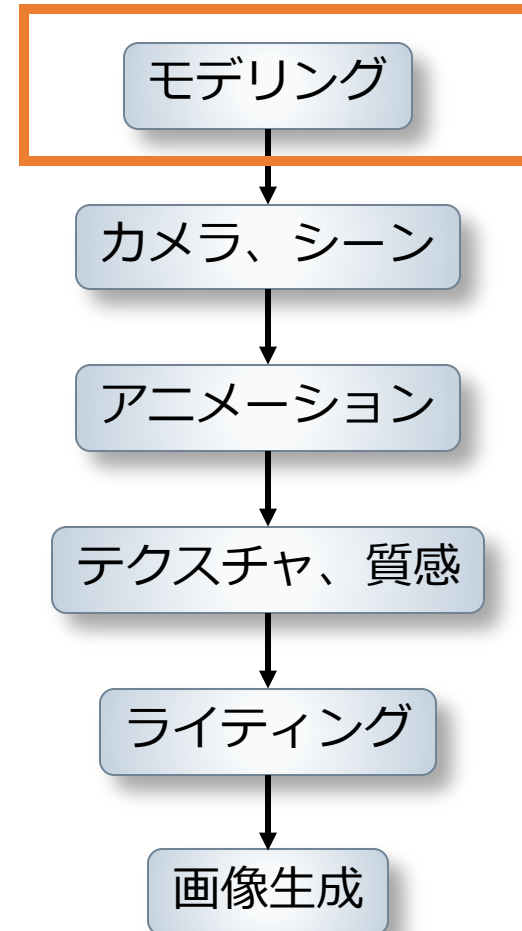 モデリング
カメラ、シーン
アニメーション
テクスチャ、質感
ライティング
画像生成